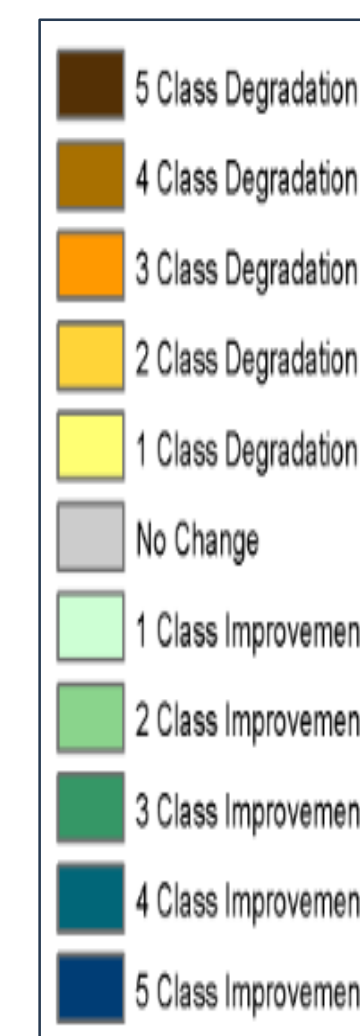 5 Class Degradation
4 Class Degradation
3 Class Degradation
2 Class Degradation
1 Class Degradation
No Change
1 Class Improvemen
2 Class Improvemen
3 Class Improvemen
4 Class Improvemen
5 Class Improvemen